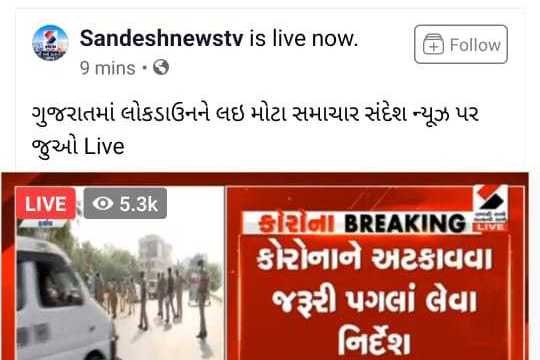 Sandeshnewstv is live now.
Follow
9 mins
ગુજરાતમાં લોકડાઉનને લઇ મોટા સમાચાર સંદેશ ન્યૂઝ પર
જુઓ Live
LIVE 5.3k
કોરોના BREAKING
LIVE
કોરોનાને અટકાવવા
જરૂરી પગલાં લેવા
નિર્દેશ